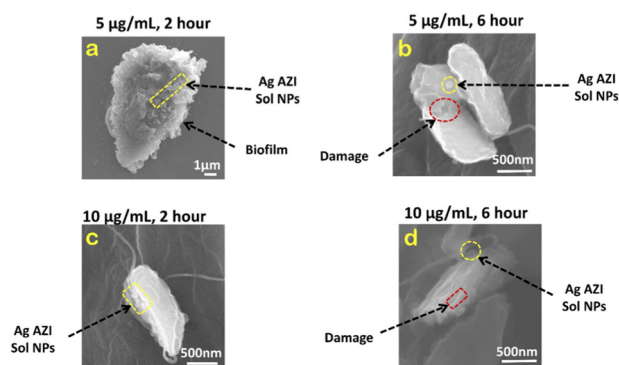 5 µg/mL, 2 hour
a
Ag AZI
Sol NPs
Biofilm
1µm
5 µg/mL, 6 hour
b
Ag AZI
Sol NPs
Damage
500nm
10 µg/mL, 2 hour
c
Ag AZI
Sol NPs
500nm
10 µg/mL, 6 hour
d
Ag AZI
Sol NPs
Damage
500nm